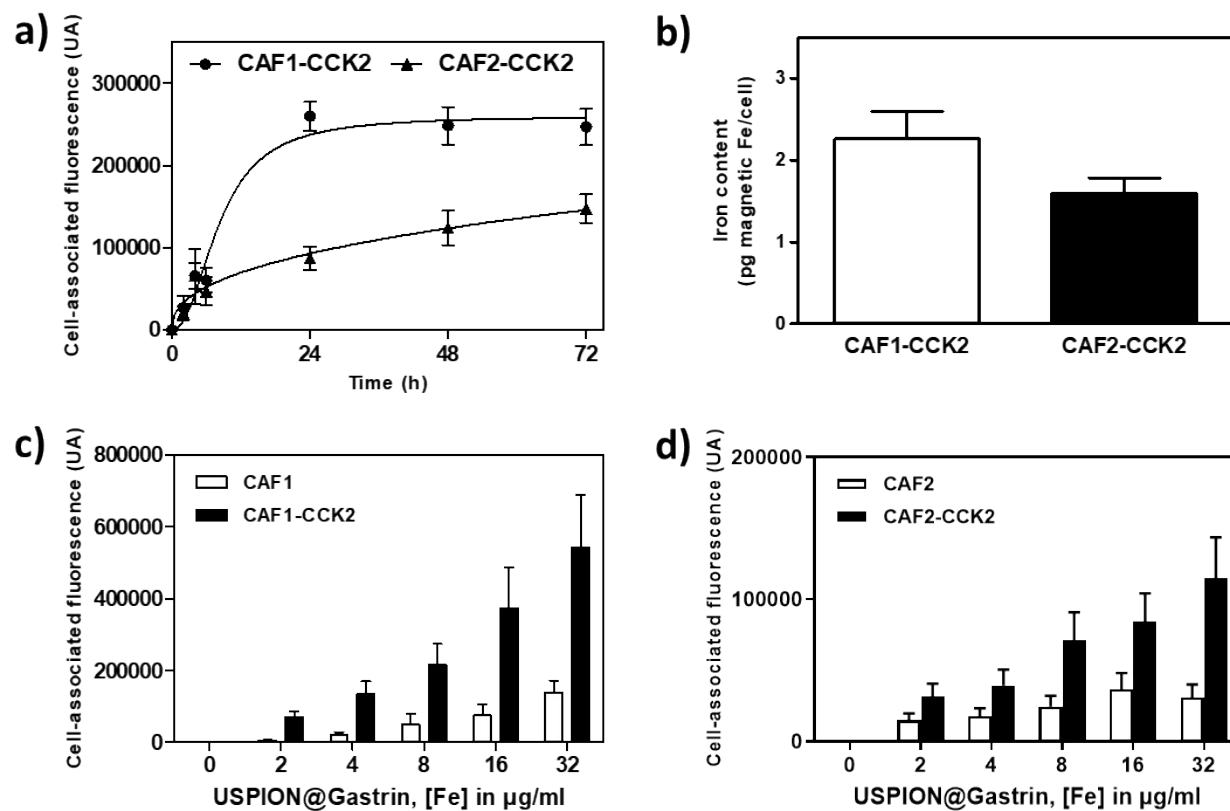 a)
Cell-associated fluorescence (UA)
300000
200000
100000
0
CAF1-CCK2 CAF2-CCK2
0 24 48 72
Time (h)
b)
Iron content
(pg magnetic Fe/cell)
3
2
1
0
CAF1-CCK2 CAF2-CCK2
c)
Cell-associated fluorescence (UA)
800000
600000
400000
200000
0
CAF1
CAF1-CCK2
0 2 4 8 16 32
USPION@Gastrin, [Fe] in µg/ml
d)
Cell-associated fluorescence (UA)
200000
100000
0
CAF2
CAF2-CCK2
0 2 4 8 16 32
USPION@Gastrin, [Fe] in µg/ml